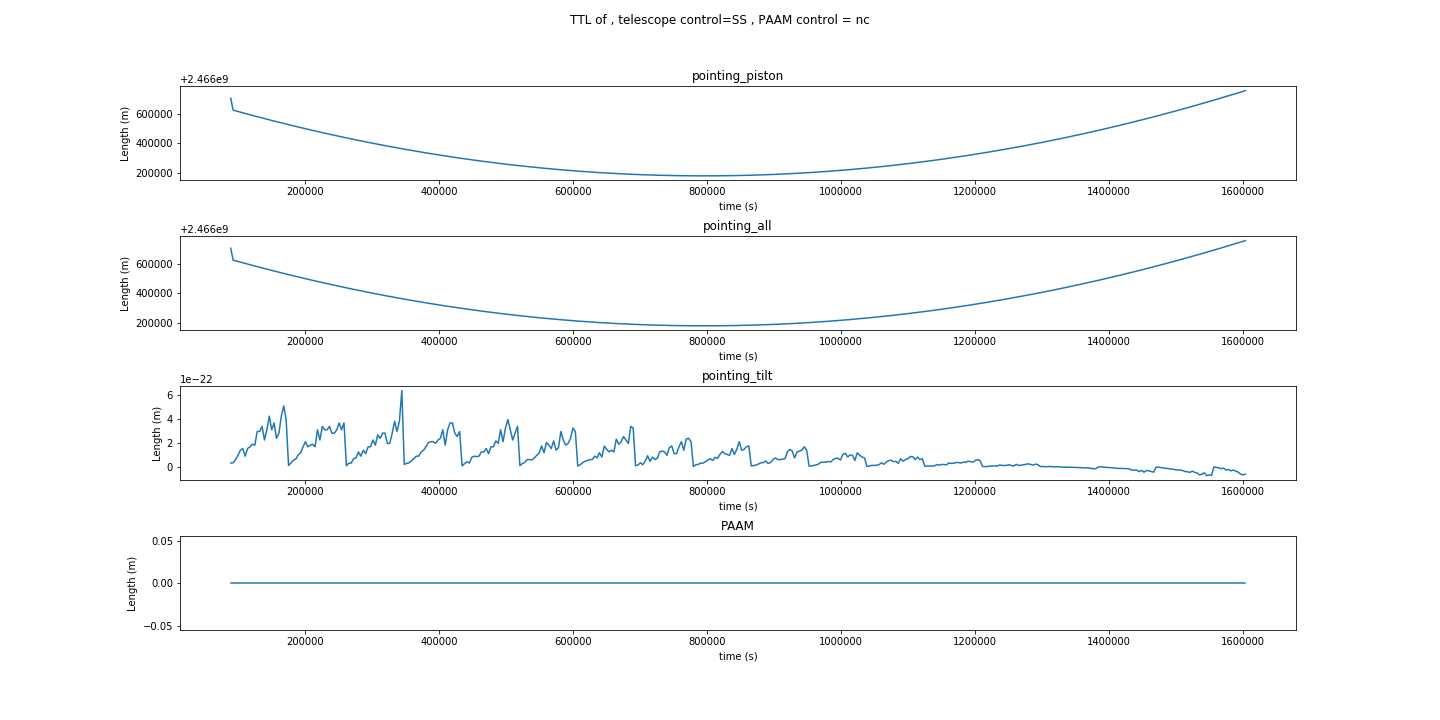 TTL of , telescope control=SS , PAAM control = nc
pointing_piston
+2.466e9
Length (m)
600000
400000
200000
200000 400000 600000 800000 1000000 1200000 1400000 1600000
time (s)
pointing_all
+2.466e9
Length (m)
600000
400000
200000
200000 400000 600000 800000 1000000 1200000 1400000 1600000
time (s)
pointing_tilt
1e−22
Length (m)
6
4
2
0
200000 400000 600000 800000 1000000 1200000 1400000 1600000
time (s)
PAAM
Length (m)
0.05
0.00
−0.05
200000 400000 600000 800000 1000000 1200000 1400000 1600000
time (s)